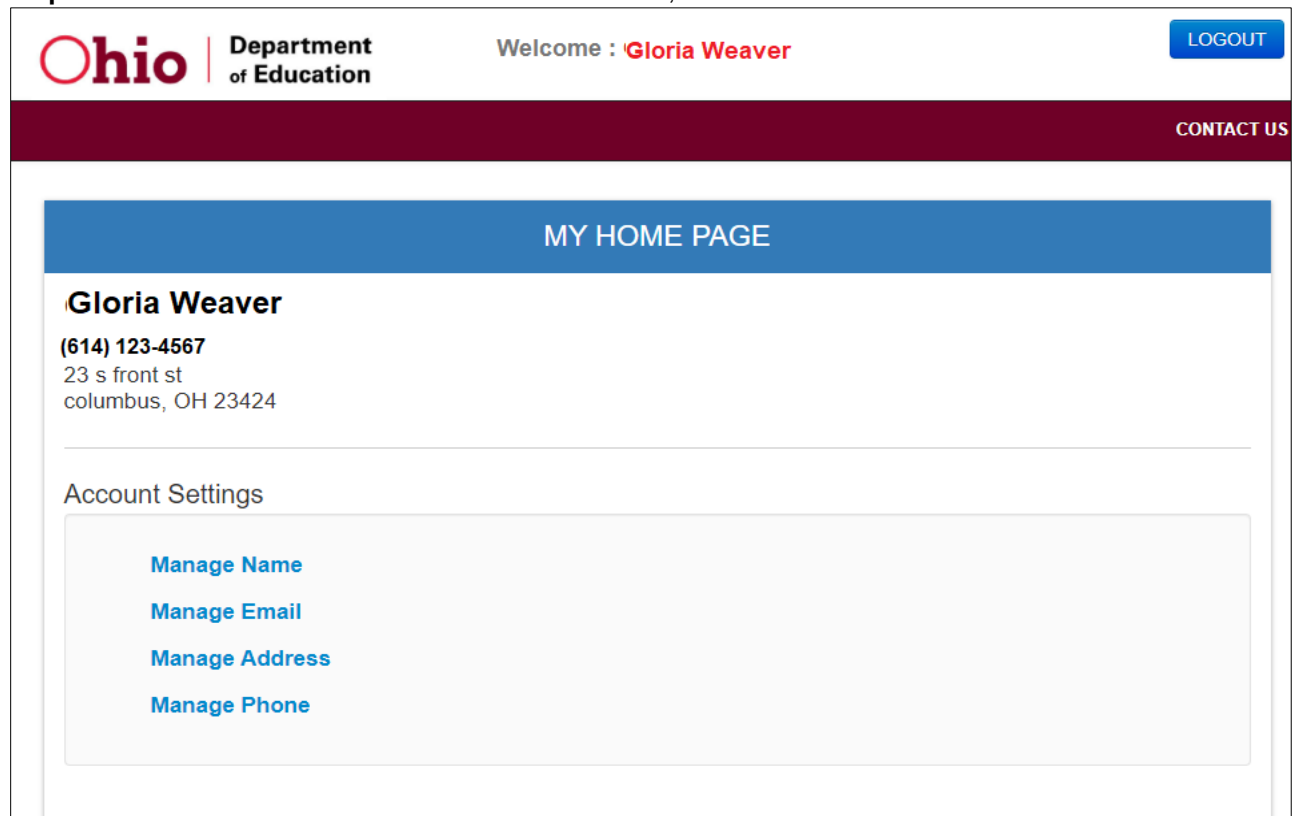 Ohio | Department of Education
Welcome : Gloria Weaver
LOGOUT
CONTACT US
MY HOME PAGE
Gloria Weaver
(614) 123-4567
23 s front st
columbus, OH 23424
Account Settings
Manage Name
Manage Email
Manage Address
Manage Phone